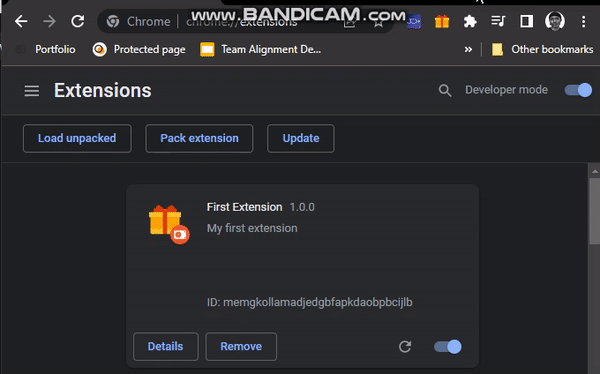 www.BANDICAM.com
Chrome chrome://extensions
Portfolio Protected page Team Alignment De... Other bookmarks
Extensions Developer mode
Load unpacked Pack extension Update
First Extension 1.0.0
My first extension
ID: memgkollamadjedgbfapkdaobpbcijlb
Details Remove